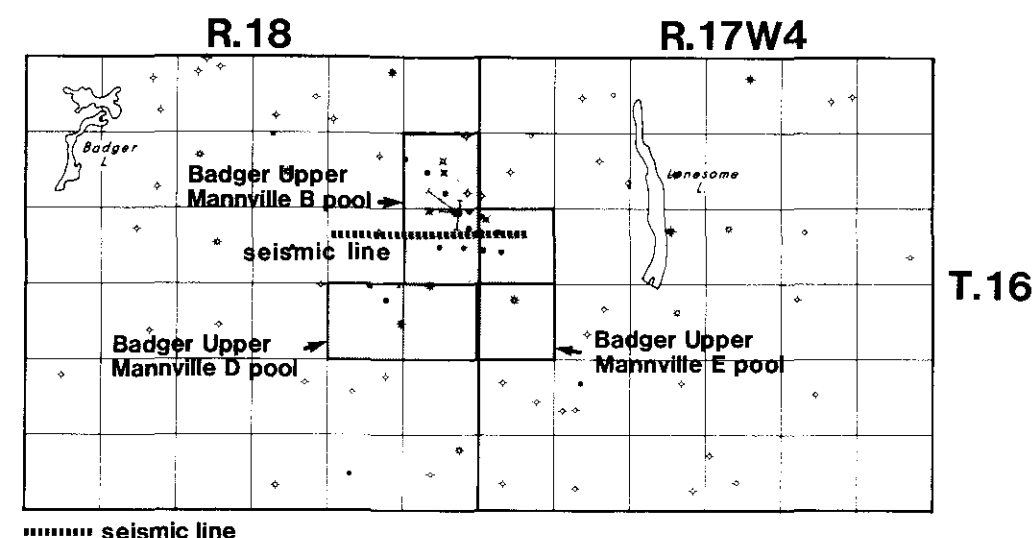 R.18
R.17W4
Badger
L.
Lonesome
L.
Badger Upper
Mannville B pool
seismic line
T.16
Badger Upper
Mannville D pool
Badger Upper
Mannville E pool
seismic line